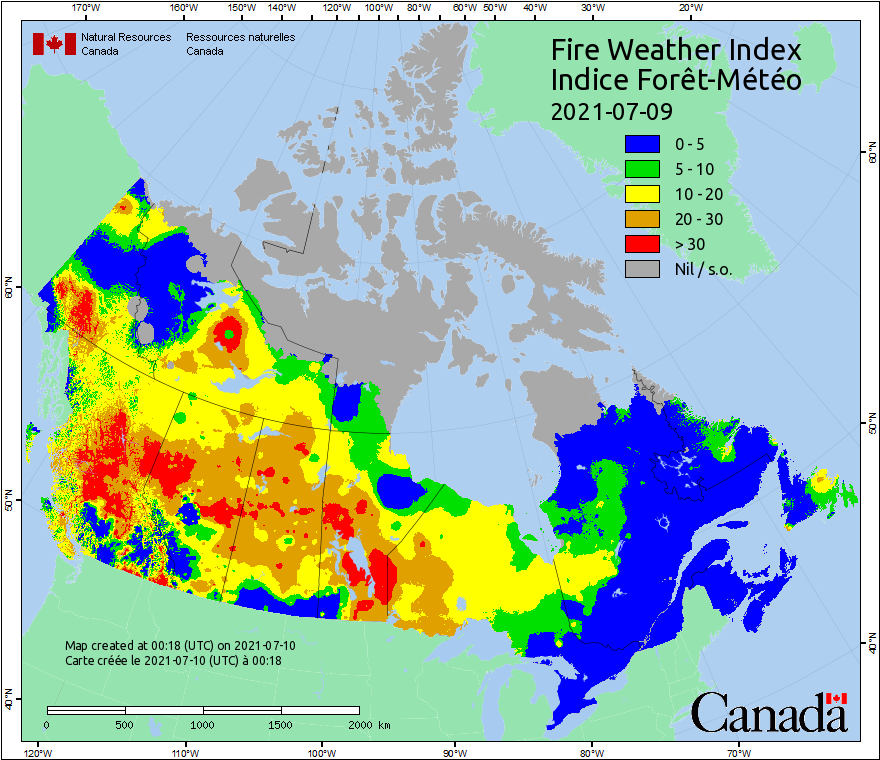 170°W 160°W 150°W 140°W 130°W 120°W 110°W 100°W 90°W 80°W 70°W 60°W 50°W 40°W 30°W 20°W
Natural Resources Ressources naturelles
Canada Canada
Fire Weather Index
Indice Forêt-Météo
2021-07-09
0 - 5
5 - 10
10 - 20
20 - 30
> 30
Nil / s.o.
60°N
60°N
50°N
50°N
40°N
40°N
Map created at 00:18 (UTC) on 2021-07-10
Carte créée le 2021-07-10 (UTC) à 00:18
0 500 1000 1500 2000 km
Canada
120°W 110°W 100°W 90°W 80°W 70°W